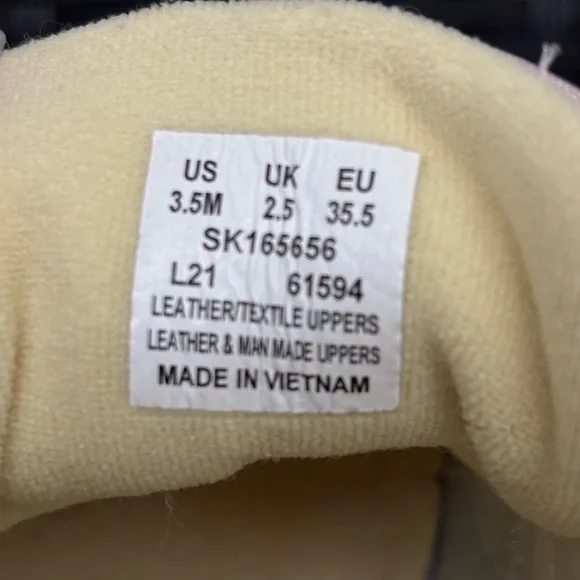 US UK EU
3.5M 2.5 35.5
SK165656
L21 61594
LEATHER/TEXTILE UPPERS
LEATHER & MAN MADE UPPERS
MADE IN VIETNAM